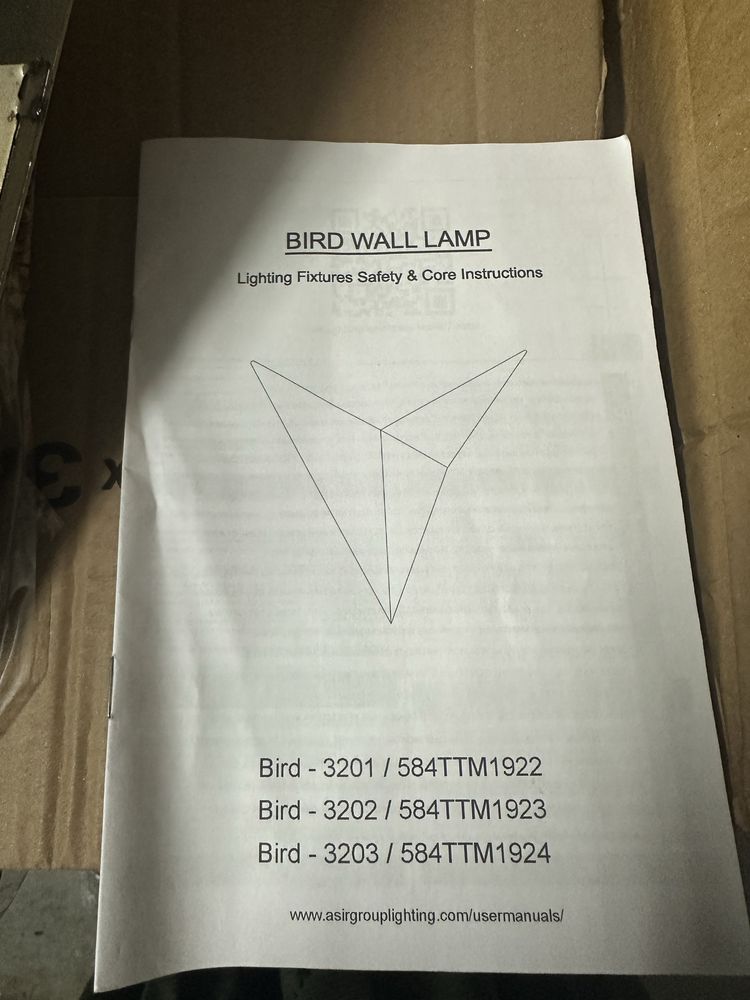 BIRD WALL LAMP
Lighting Fixtures Safety & Core Instructions
Bird - 3201 / 584TTM1922
Bird - 3202 / 584TTM1923
Bird - 3203 / 584TTM1924
www.asirgrouplighting.com/usermanuals/